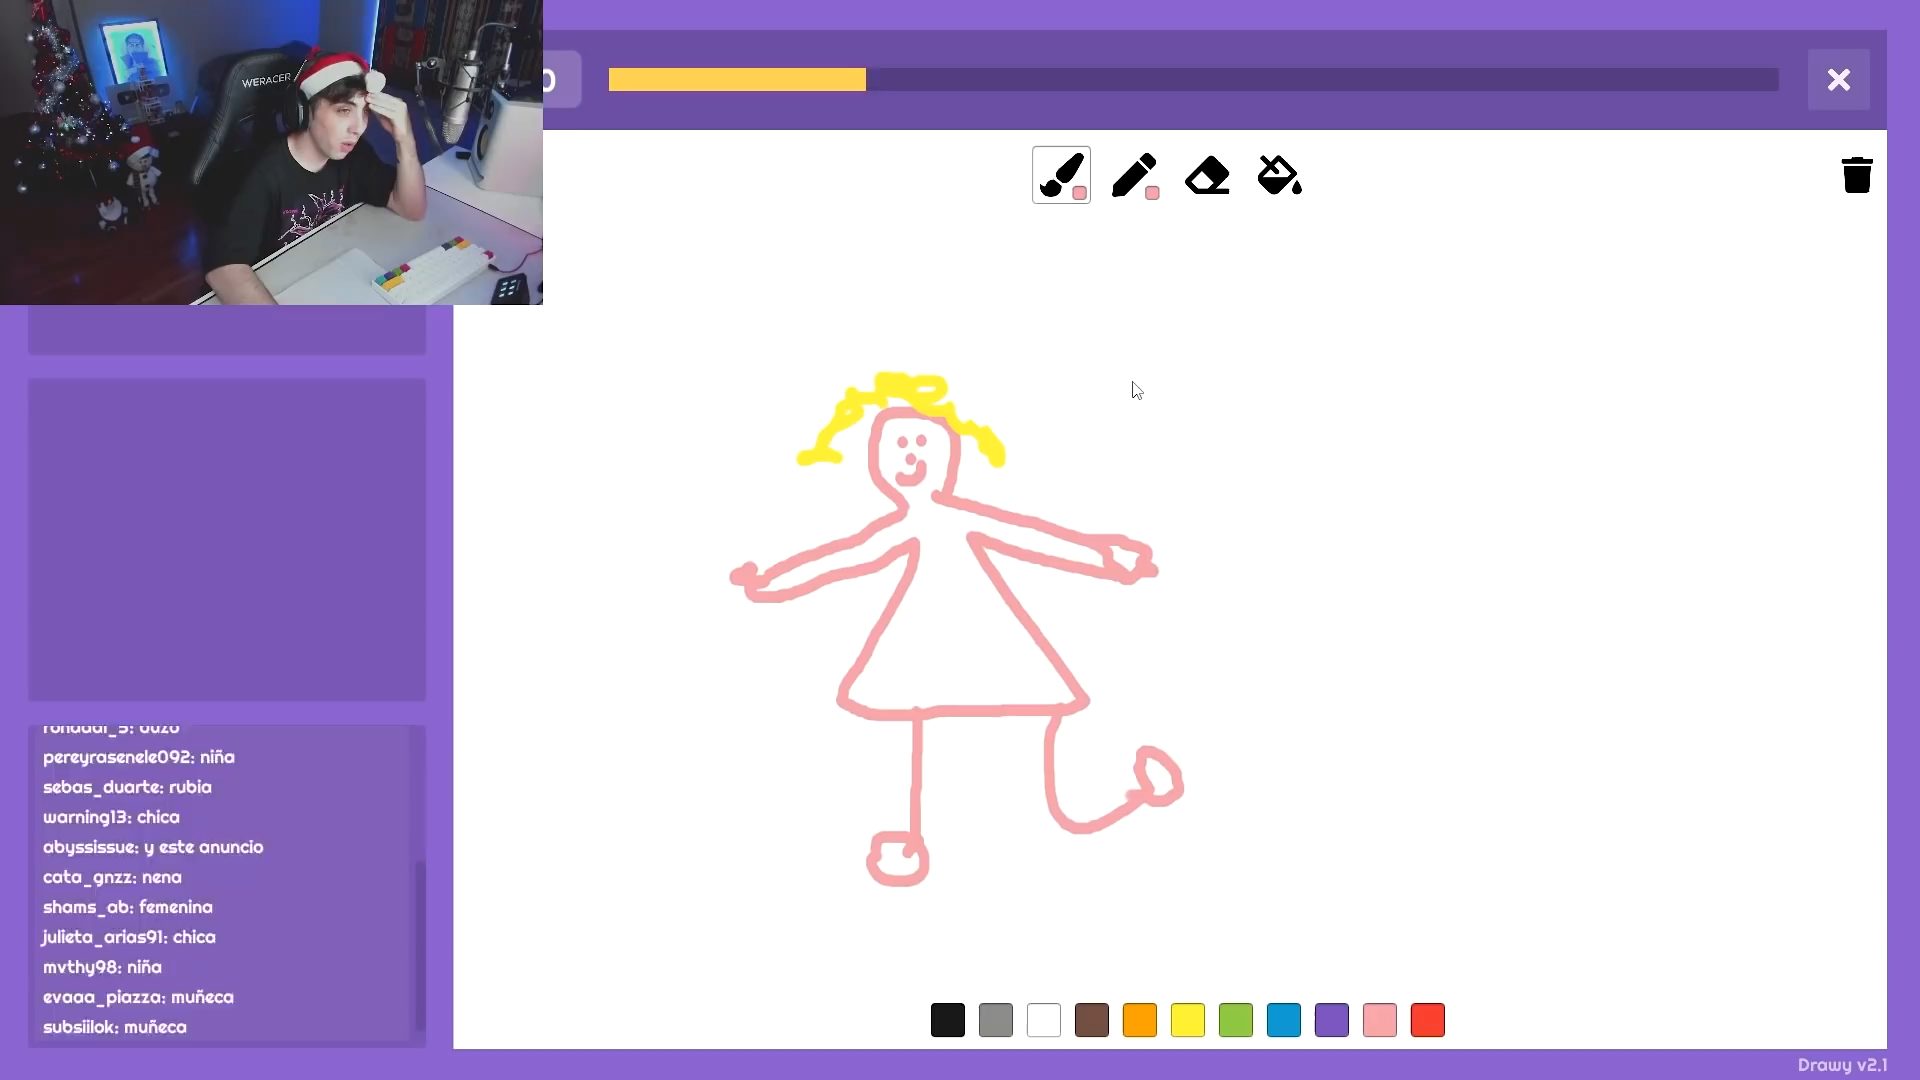 WERACER
0
pereyrasenele092: niña
sebas_duarte: rubia
warning13: chica
abyssissue: y este anuncio
cata_gnzz: nena
shams_ab: femenina
julieta_arias91: chica
mvthy98: niña
evaaa_piazza: muñeca
subsiilok: muñeca
Drawy v2.1